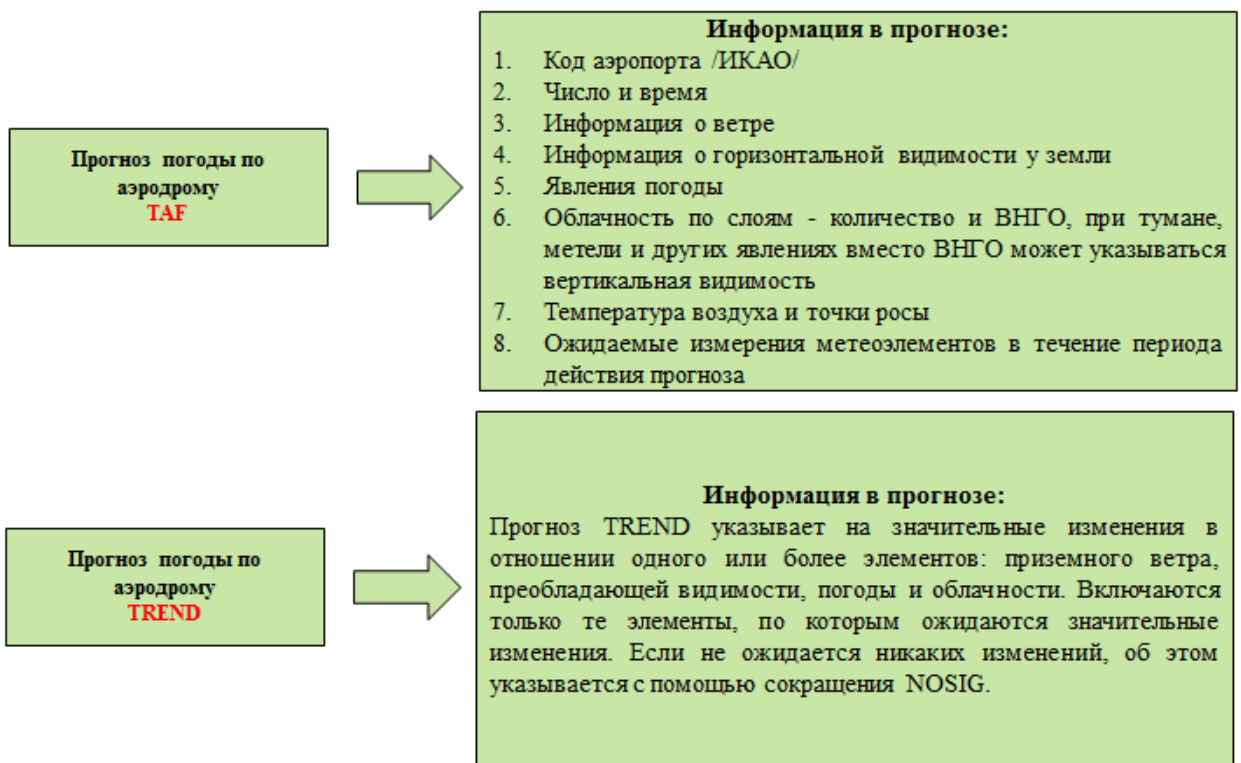 Прогноз погоды по
аэродрому
TAF
Информация в прогнозе:
1. Код аэропорта /ИКАО/
2. Число и время
3. Информация о ветре
4. Информация о горизонтальной видимости у земли
5. Явления погоды
6. Облачность по слоям - количество и ВНГО, при тумане,
метели и других явлениях вместо ВНГО может указываться
вертикальная видимость
7. Температура воздуха и точки росы
8. Ожидаемые измерения метеоэлементов в течение периода
действия прогноза
Прогноз погоды по
аэродрому
TREND
Информация в прогнозе:
Прогноз TREND указывает на значительные изменения в
отношении одного или более элементов: приземного ветра,
преобладающей видимости, погоды и облачности. Включаются
только те элементы, по которым ожидаются значительные
изменения. Если не ожидается никаких изменений, об этом
указывается с помощью сокращения NOSIG.